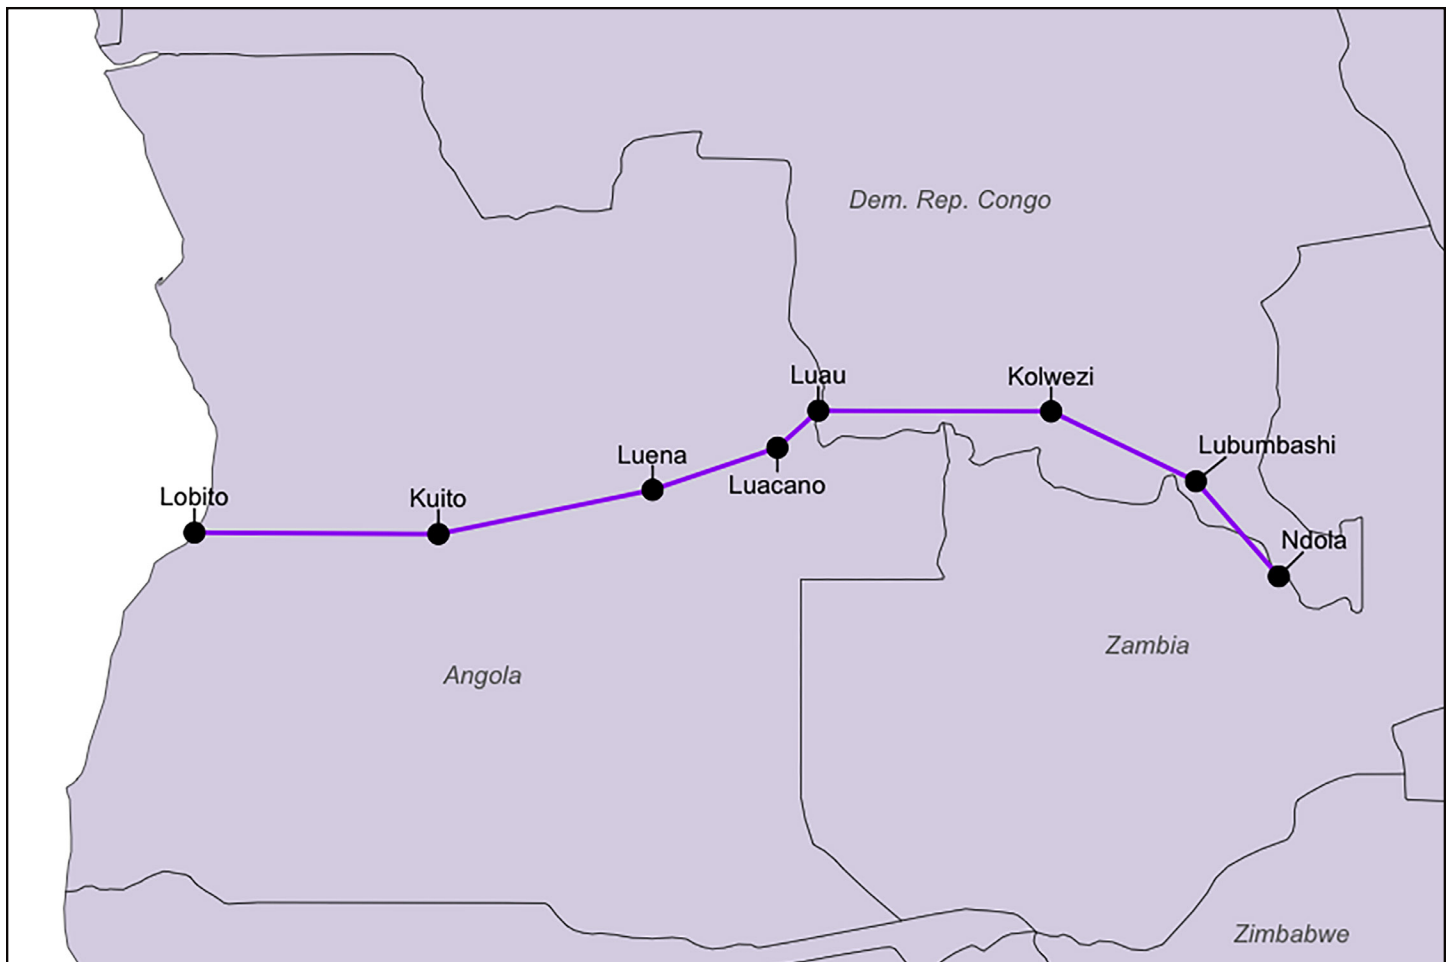 Dem. Rep. Congo
Luau
Kolwezi
Lubumbashi
Luena
Luacano
Lobito
Kuito
Ndola
Zambia
Angola
Zimbabwe